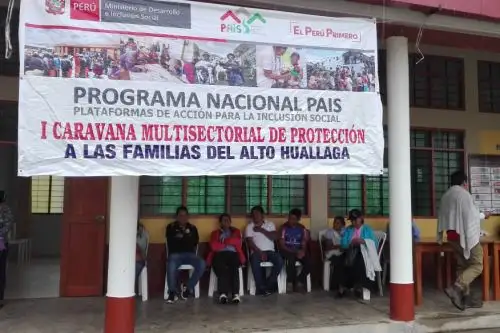 PERÚ
Ministerio de Desarrollo
e Inclusión Social
PAIS
EL PERÚ PRIMERO
PROGRAMA NACIONAL PAIS
PLATAFORMAS DE ACCIÓN PARA LA INCLUSIÓN SOCIAL
I CARAVANA MULTISECTORIAL DE PROTECCIÓN
A LAS FAMILIAS DEL ALTO HUALLAGA